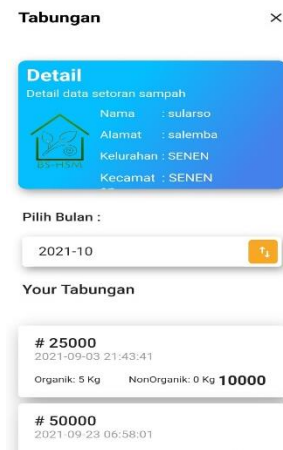 Tabungan ×
Detail
Detail data setoran sampah
Nama : sularso
Alamat : salemba
Kelurahan : SENEN
Kecamat : SENEN
BS-HSM
Pilih Bulan :
2021-10
Your Tabungan
# 25000
2021-09-03 21:43:41
Organik: 5 Kg NonOrganik: 0 Kg 10000
# 50000
2021-09-23 06:58:01